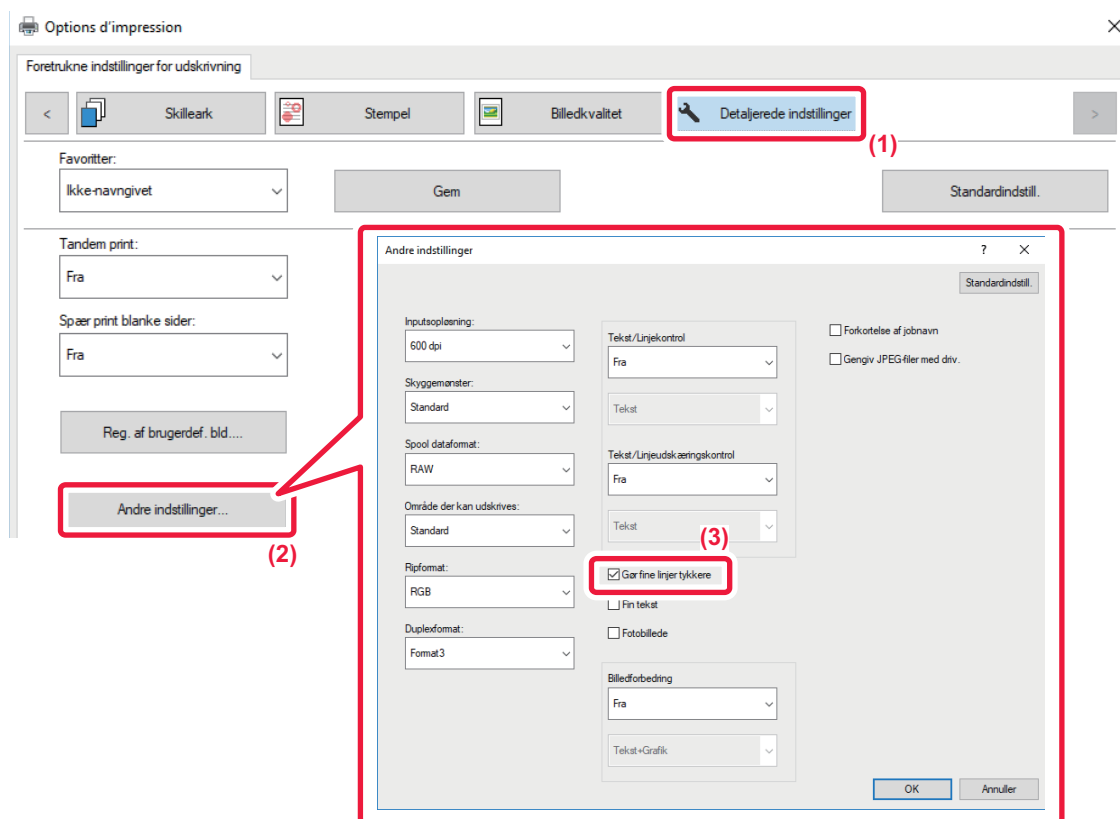 Options d'impression
Foretrukne indstillinger for udskrivning
<
Skilleark
Stempel
Billedkvalitet
Detaljerede indstillinger
>
(1)
Favoritter:
Ikke-navngivet
Gem
Standardindstill.
Tandem print:
Fra
Spær print blanke sider:
Fra
Reg. af brugerdef. bld....
Andre indstillinger...
(2)
Andre indstillinger
?
Standardindstill.
Inputsopløsning:
600 dpi
Skyggemønster:
Standard
Spool dataformat:
RAW
Område der kan udskrives:
Standard
Ripformat:
RGB
Duplexformat:
Format3
Tekst/Linjekontrol
Fra
Tekst
Tekst/Linjeudskæringskontrol
Fra
Tekst
(3)
Gør fine linjer tykkere
Fin tekst
Fotobillede
Billedforbedring
Fra
Tekst+Grafik
Forkortelse af jobnavn
Gengiv JPEG-filer med driv.
OK
Annuller